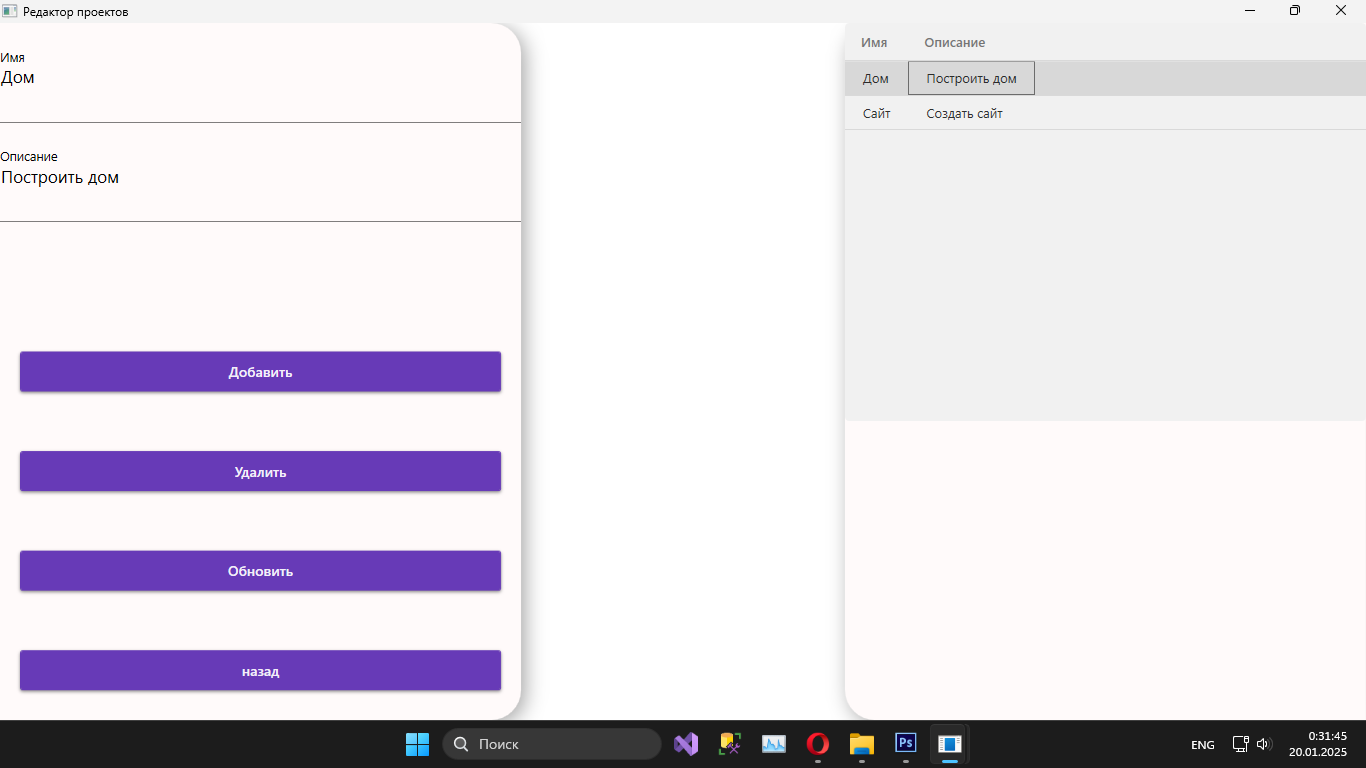 Редактор проектов
Имя
Дом
Описание
Построить дом
Добавить
Удалить
Обновить
назад
Имя Описание
Дом Построить дом
Сайт Создать сайт
Поиск
Ps
ENG
0:31:45
20.01.2025